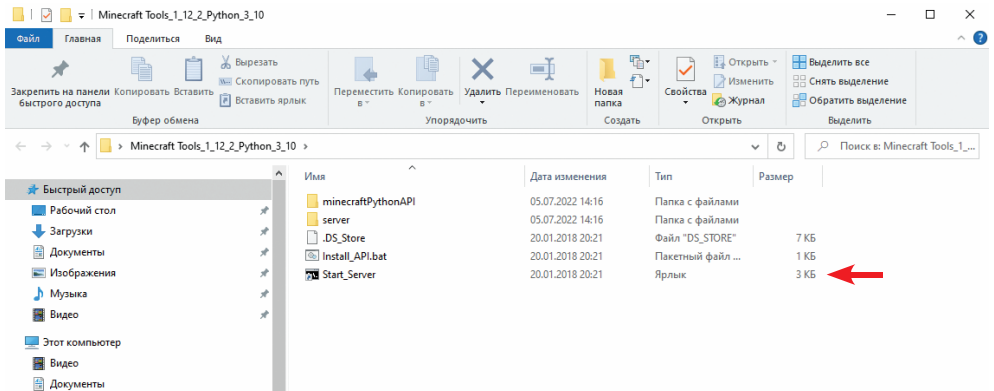 Minecraft Tools_1_12_2_Python_3_10
Файл Главная Поделиться Вид
Закрепить на панели быстрого доступа
Копировать
Вставить
Вырезать
Скопировать путь
Вставить ярлык
Буфер обмена
Переместить в
Копировать в
Удалить
Переименовать
Упорядочить
Новая папка
Создать
Свойства
Открыть
Изменить
Журнал
Открыть
Выделить все
Снять выделение
Обратить выделение
Выделить
Minecraft Tools_1_12_2_Python_3_10
Поиск в: Minecraft Tools_1_...
Быстрый доступ
Рабочий стол
Загрузки
Документы
Изображения
Музыка
Видео
Этот компьютер
Видео
Документы
Имя Дата изменения Тип Размер
minecraftPythonAPI 05.07.2022 14:16 Папка с файлами
server 05.07.2022 14:16 Папка с файлами
.DS_Store 20.01.2018 20:21 Файл "DS_STORE" 7 КБ
Install_API.bat 20.01.2018 20:21 Пакетный файл ... 1 КБ
Start_Server 20.01.2018 20:21 Ярлык 3 КБ